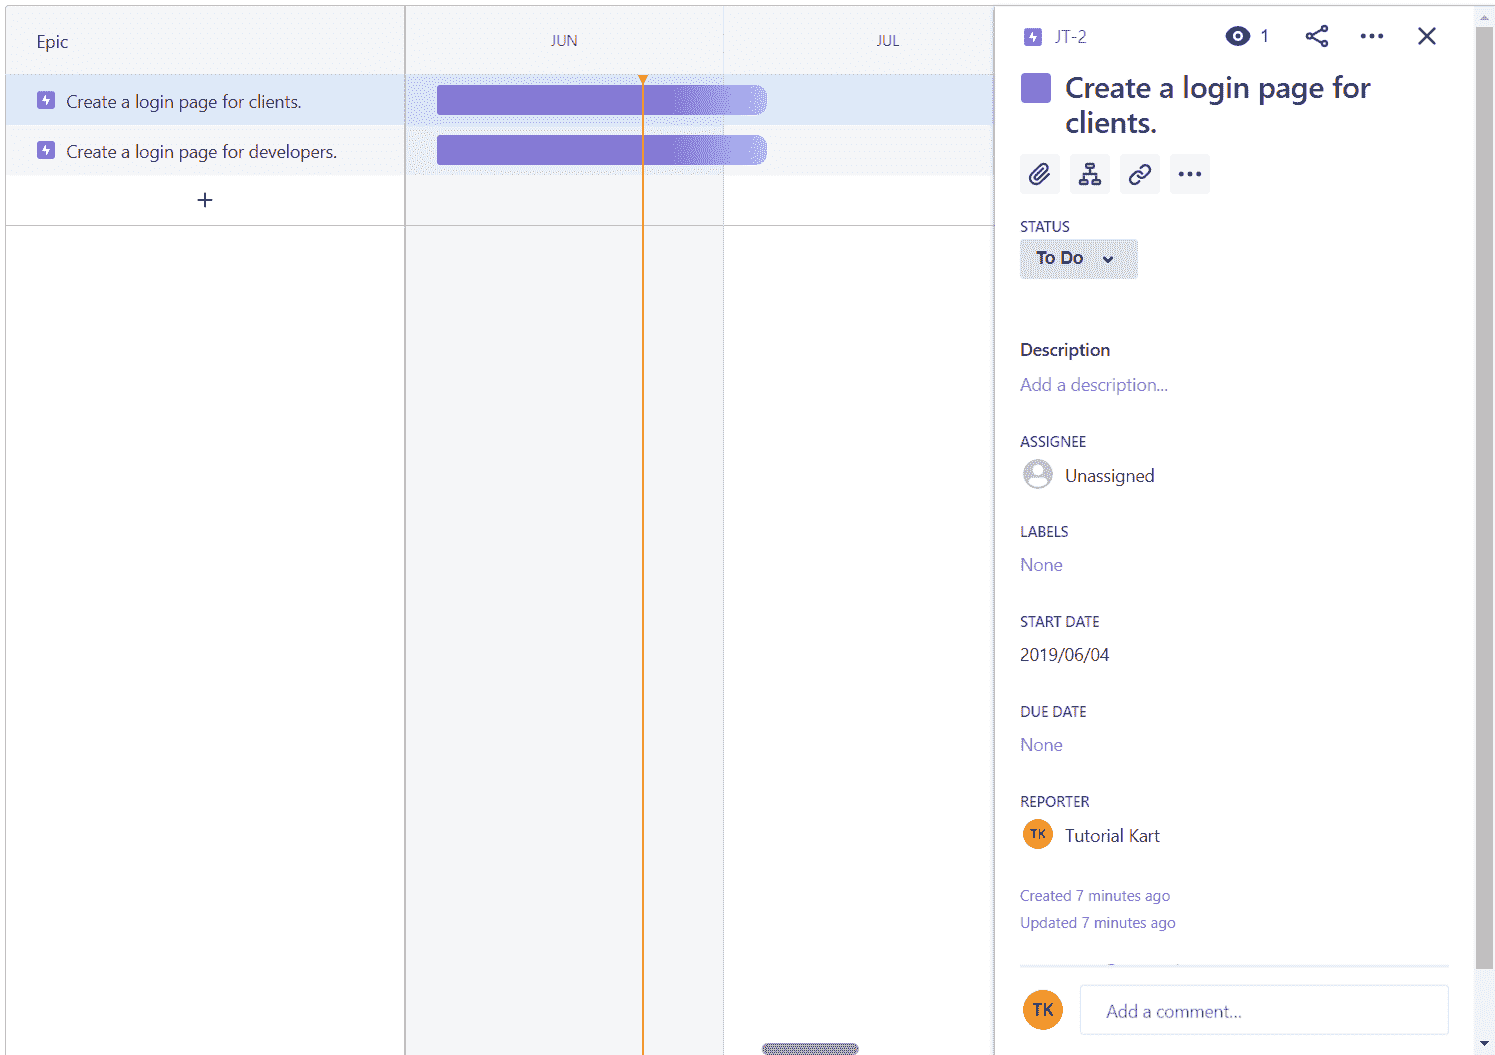 Epic
JUN
JUL
Create a login page for clients.
Create a login page for developers.
JT-2
1
Create a login page for
clients.
STATUS
To Do
Description
Add a description...
ASSIGNEE
Unassigned
LABELS
None
START DATE
2019/06/04
DUE DATE
None
REPORTER
TK
Tutorial Kart
Created 7 minutes ago
Updated 7 minutes ago
TK
Add a comment...